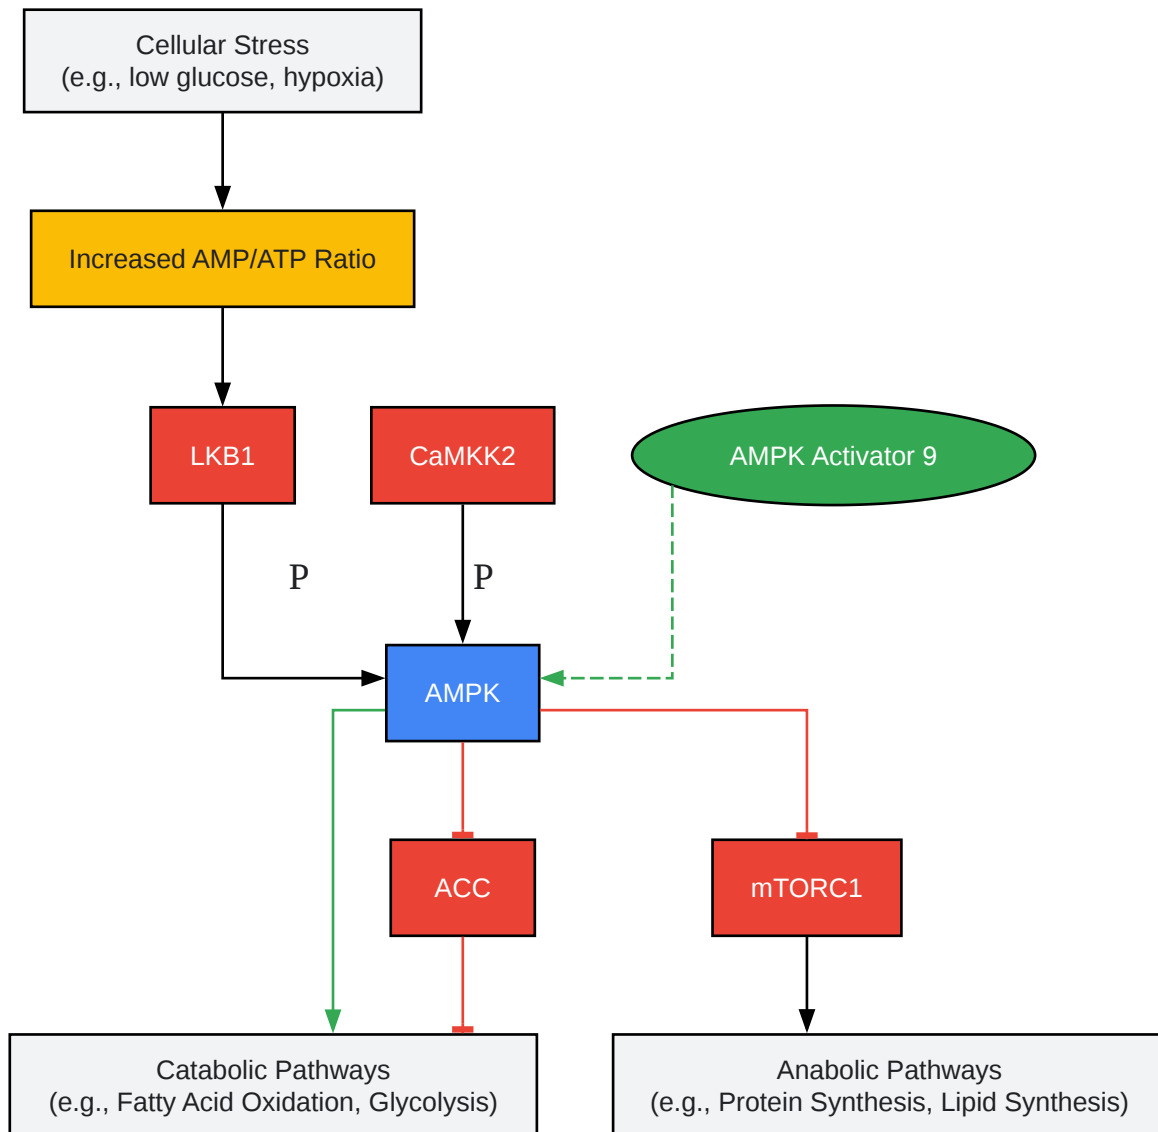 Cellular Stress
(e.g., low glucose, hypoxia)
Increased AMP/ATP Ratio
LKB1
CaMKK2
AMPK Activator 9
P
P
AMPK
ACC
mTORC1
Catabolic Pathways
(e.g., Fatty Acid Oxidation, Glycolysis)
Anabolic Pathways
(e.g., Protein Synthesis, Lipid Synthesis)